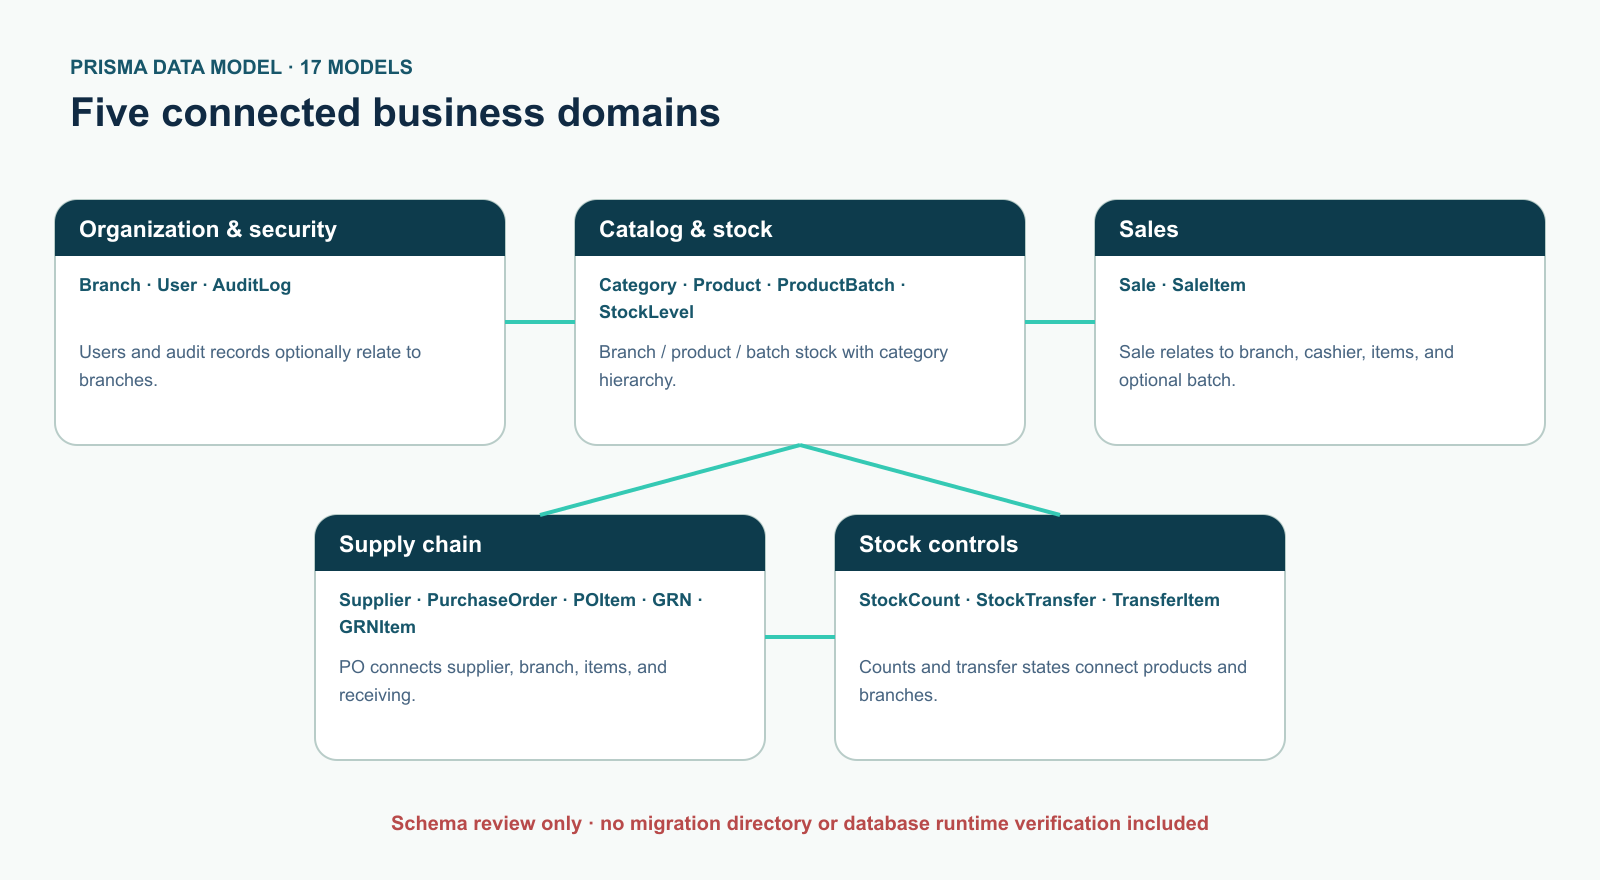 PRISMA DATA MODEL · 17 MODELS
Five connected business domains
Organization & security
Branch · User · AuditLog
Users and audit records optionally relate to
branches.
Catalog & stock
Category · Product · ProductBatch ·
StockLevel
Branch / product / batch stock with category
hierarchy.
Sales
Sale · SaleItem
Sale relates to branch, cashier, items, and
optional batch.
Supply chain
Supplier · PurchaseOrder · POItem · GRN ·
GRNItem
PO connects supplier, branch, items, and
receiving.
Stock controls
StockCount · StockTransfer · TransferItem
Counts and transfer states connect products and
branches.
Schema review only · no migration directory or database runtime verification included